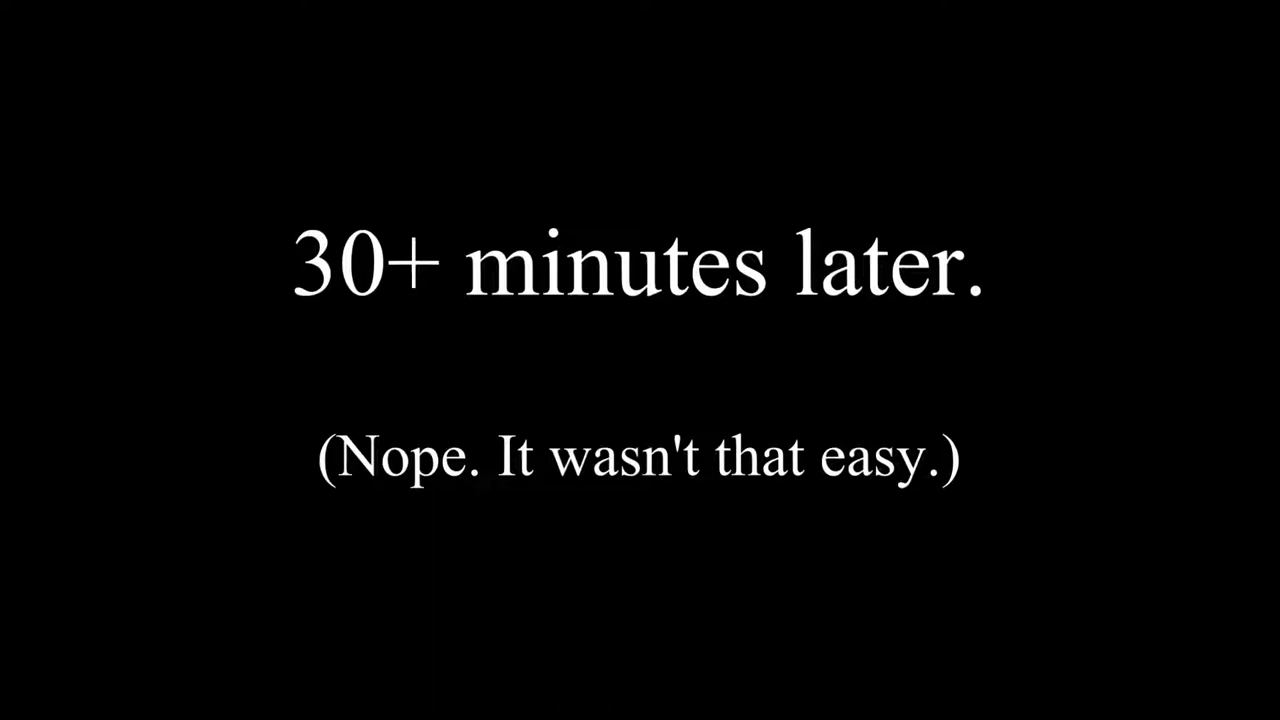 30+ minutes later.
(Nope. It wasn't that easy.)